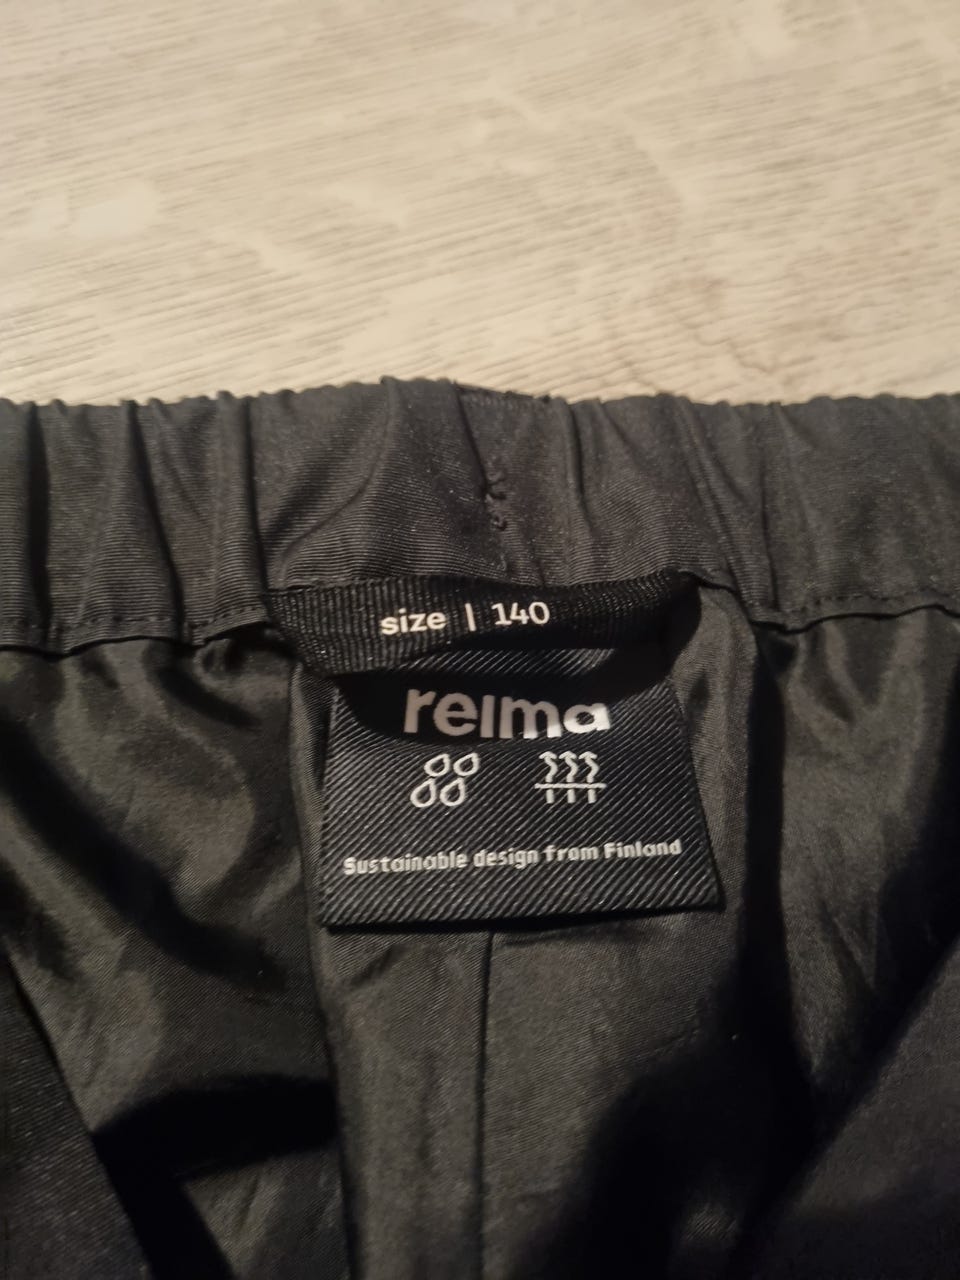 size | 140
reima
Sustainable design from Finland